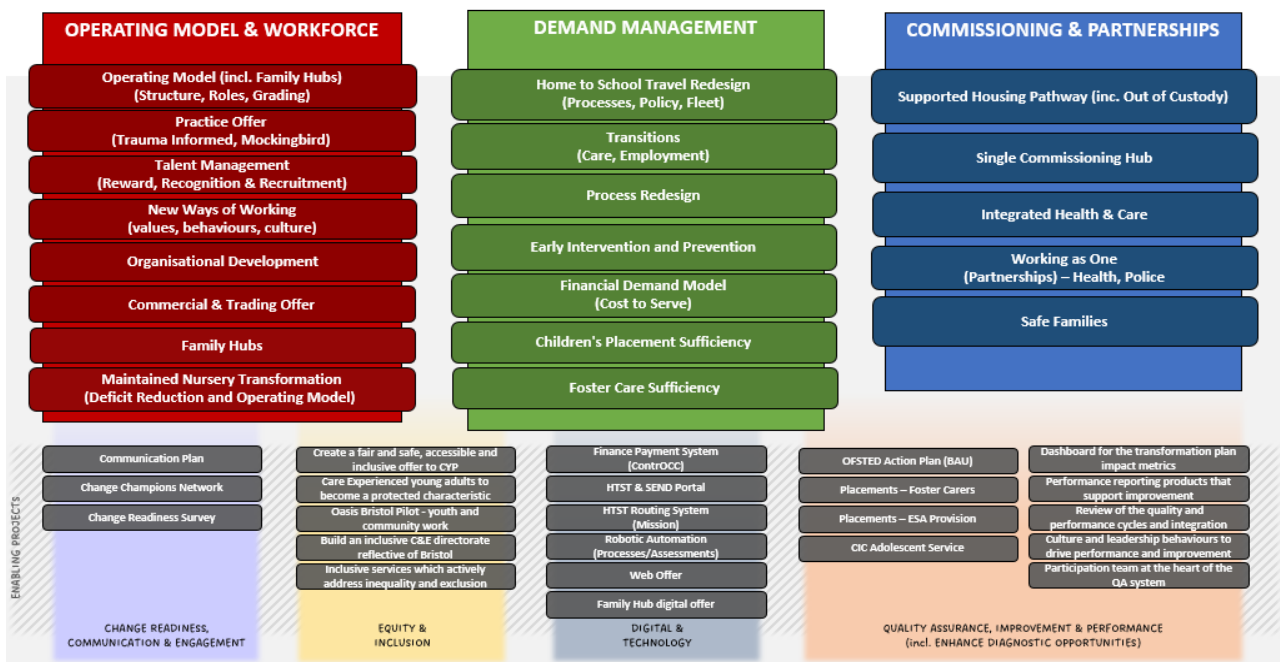 OPERATING MODEL & WORKFORCE
Operating Model (incl. Family Hubs)
(Structure, Roles, Grading)
Practice Offer
(Trauma Informed, Mockingbird)
Talent Management
(Reward, Recognition & Recruitment)
New Ways of Working
(values, behaviours, culture)
Organisational Development
Commercial & Trading Offer
Family Hubs
Maintained Nursery Transformation
(Deficit Reduction and Operating Model)
DEMAND MANAGEMENT
Home to School Travel Redesign
(Processes, Policy, Fleet)
Transitions
(Care, Employment)
Process Redesign
Early Intervention and Prevention
Financial Demand Model
(Cost to Serve)
Children's Placement Sufficiency
Foster Care Sufficiency
COMMISSIONING & PARTNERSHIPS
Supported Housing Pathway (inc. Out of Custody)
Single Commissioning Hub
Integrated Health & Care
Working as One
(Partnerships) – Health, Police
Safe Families
ENABLING PROJECTS
Communication Plan
Change Champions Network
Change Readiness Survey
CHANGE READINESS,
COMMUNICATION & ENGAGEMENT
Create a fair and safe, accessible and
inclusive offer to CYP
Care Experienced young adults to
become a protected characteristic
Oasis Bristol Pilot - youth and
community work
Build an inclusive C&E directorate
reflective of Bristol
Inclusive services which actively
address inequality and exclusion
EQUITY &
INCLUSION
Finance Payment System
(ContrOCC)
HTST & SEND Portal
HTST Routing System
(Mission)
Robotic Automation
(Processes/Assessments)
Web Offer
Family Hub digital offer
DIGITAL &
TECHNOLOGY
OFSTED Action Plan (BAU)
Placements – Foster Carers
Placements – ESA Provision
CIC Adolescent Service
Dashboard for the transformation plan
impact metrics
Performance reporting products that
support improvement
Review of the quality and
performance cycles and integration
Culture and leadership behaviours to
drive performance and improvement
Participation team at the heart of the
QA system
QUALITY ASSURANCE, IMPROVEMENT & PERFORMANCE
(incl. ENHANCE DIAGNOSTIC OPPORTUNITIES)